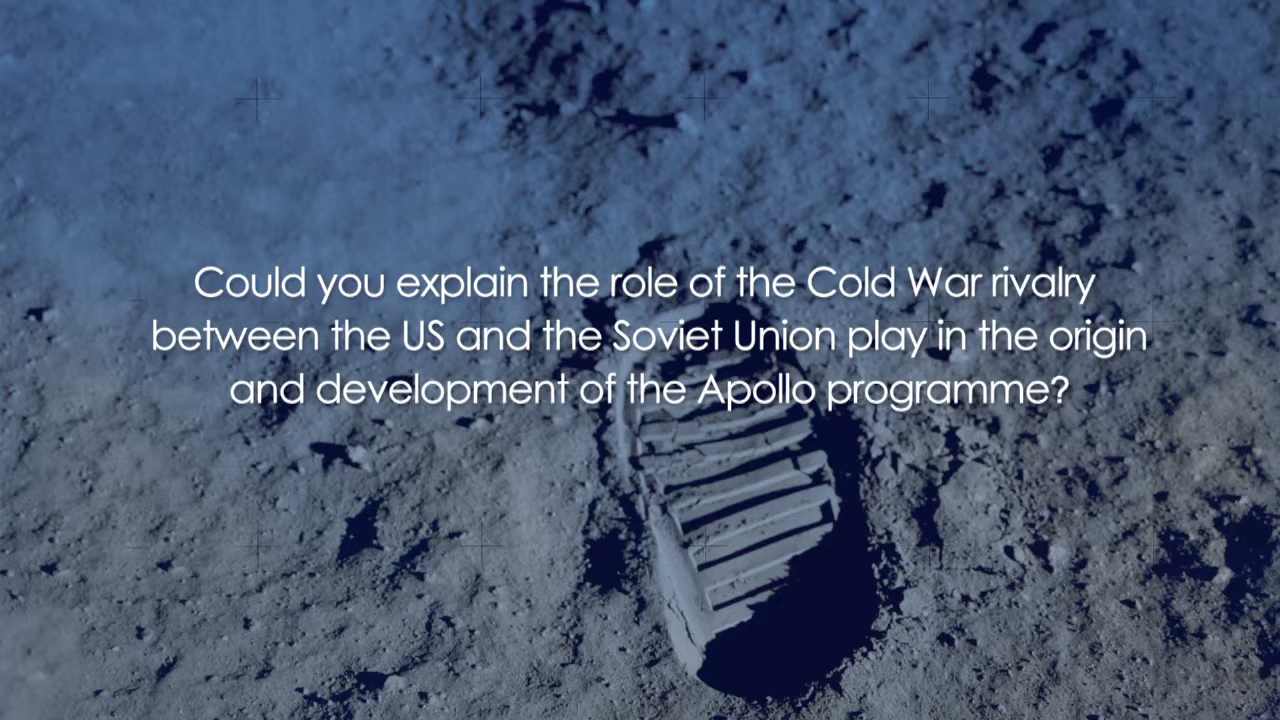 Could you explain the role of the Cold War rivalry
between the US and the Soviet Union play in the origin
and development of the Apollo programme?